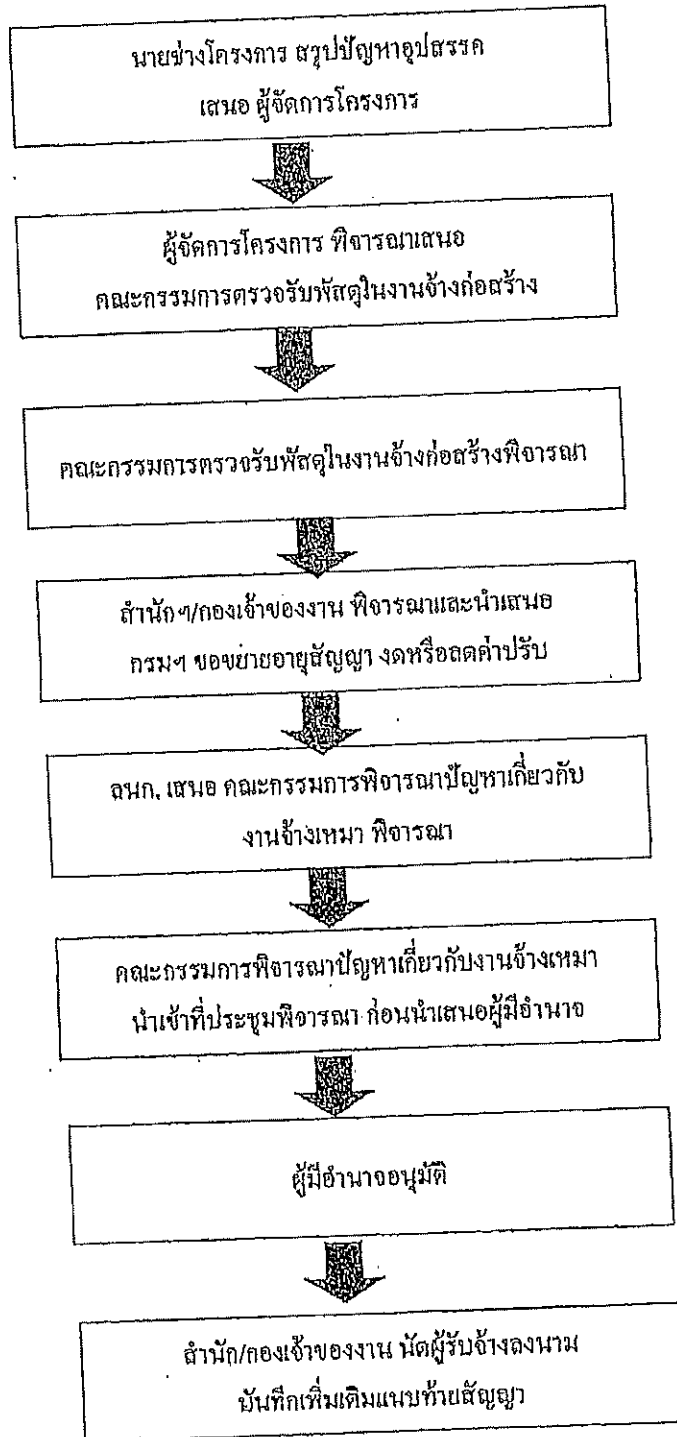 นายช่างโครงการ สรุปปัญหาอุปสรรค
เสนอ ผู้จัดการโครงการ
ผู้จัดการโครงการ พิจารณาเสนอ
คณะกรรมการตรวจรับพัสดุในงานจ้างก่อสร้าง
คณะกรรมการตรวจรับพัสดุในงานจ้างก่อสร้างพิจารณา
สำนักฯ/กองเจ้าของงาน พิจารณาและนำเสนอ
กรมฯ ขอขยายอายุสัญญา งดหรือลดค่าปรับ
ลนก. เสนอ คณะกรรมการพิจารณาปัญหาเกี่ยวกับ
งานจ้างเหมา พิจารณา
คณะกรรมการพิจารณาปัญหาเกี่ยวกับงานจ้างเหมา
นำเข้าที่ประชุมพิจารณา ก่อนนำเสนอผู้มีอำนาจ
ผู้มีอำนาจอนุมัติ
สำนัก/กองเจ้าของงาน นัดผู้รับจ้างลงนาม
บันทึกเพิ่มเติมแนบท้ายสัญญา